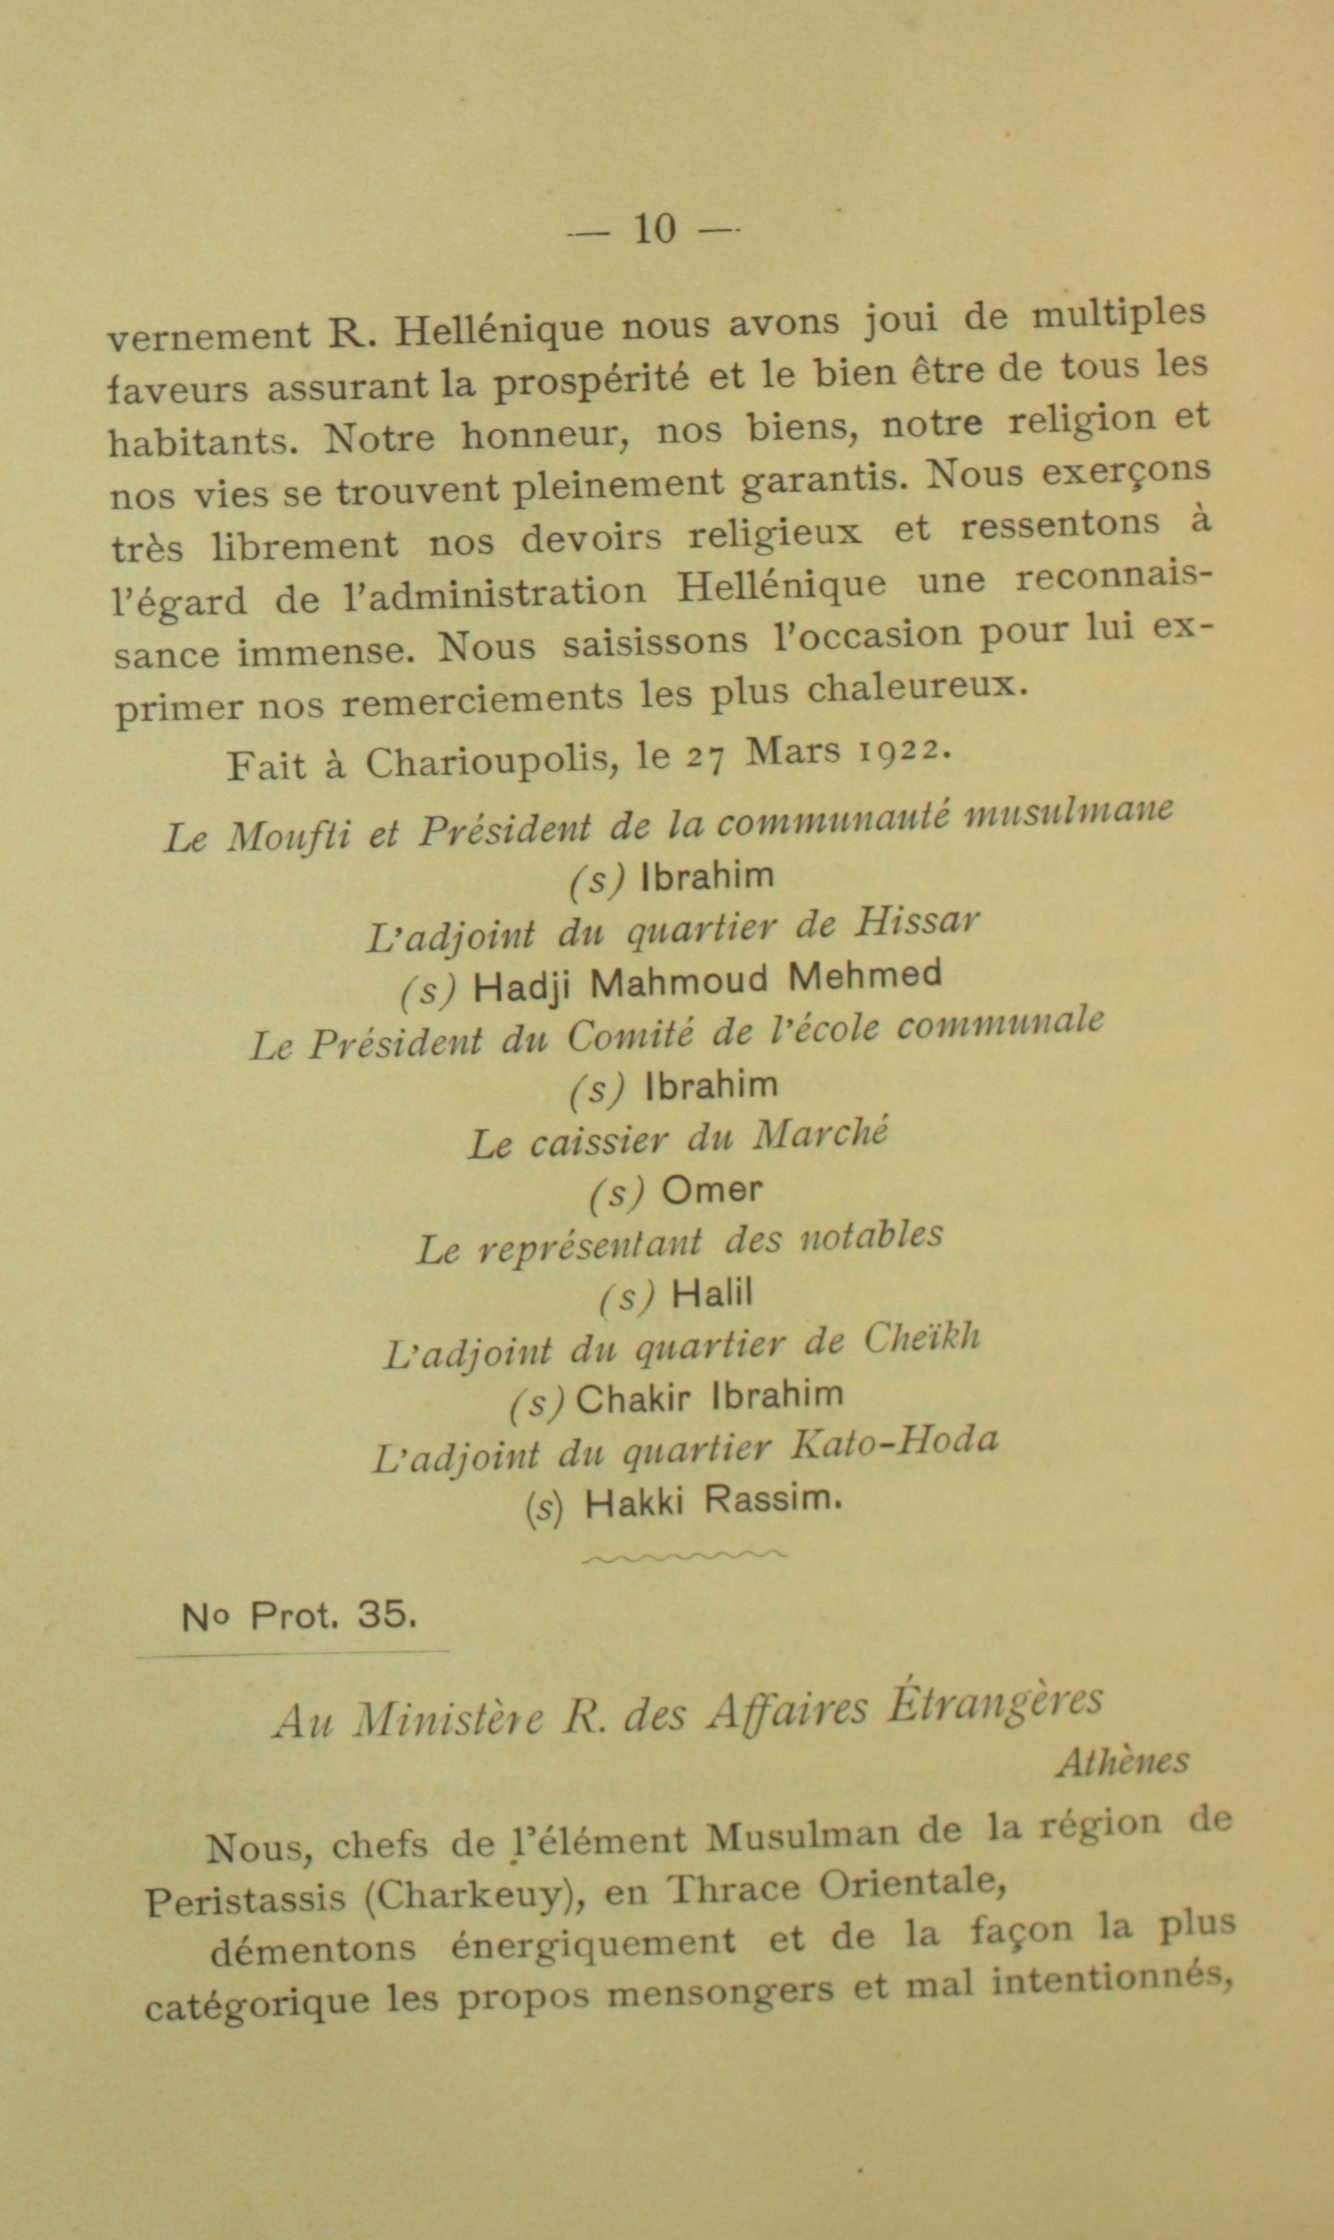 — 10 —
vernement R. Hellénique nous avons joui de multiples
faveurs assurant la prospérité et le bien être de tous les
habitants. Notre honneur, nos biens, notre religion et
nos vies se trouvent pleinement garantis. Nous exerçons
très librement nos devoirs religieux et ressentons à
l'égard de l'administration Hellénique une reconnais-
sance immense. Nous saisissons l'occasion pour lui ex-
primer nos remerciements les plus chaleureux.
Fait à Charioupolis, le 27 Mars 1922.
Le Moufti et Président de la communauté musulmane
(s) Ibrahim
L'adjoint du quartier de Hissar
(s) Hadji Mahmoud Mehmed
Le Président du Comité de l'école communale
(s) Ibrahim
Le caissier du Marché
(s) Omer
Le représentant des notables
(s) Halil
L'adjoint du quartier de Cheïkh
(s) Chakir Ibrahim
L'adjoint du quartier Kato-Hoda
(s) Hakki Rassim.
No Prot. 35.
Au Ministère R. des Affaires Étrangères
Athènes
Nous, chefs de l'élément Musulman de la région de
Peristassis (Charkeuy), en Thrace Orientale,
démentons énergiquement et de la façon la plus
catégorique les propos mensongers et mal intentionnés,